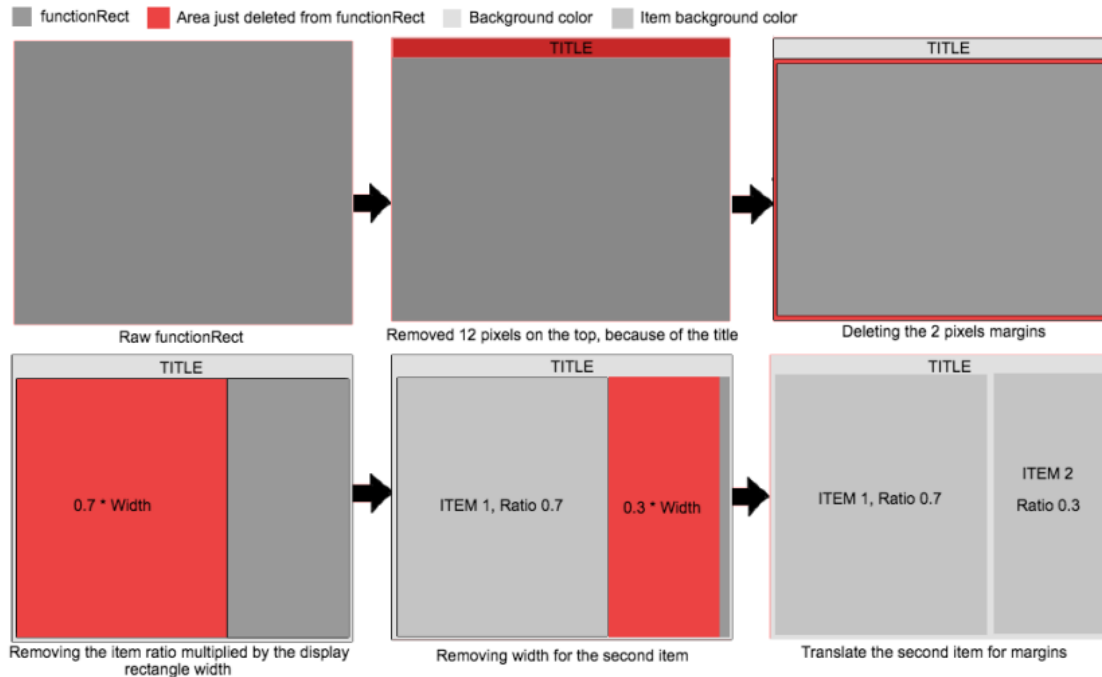 functionRect
Area just deleted from functionRect
Background color
Item background color
TITLE
TITLE
Raw functionRect
Removed 12 pixels on the top, because of the title
Deleting the 2 pixels margins
TITLE
TITLE
TITLE
0.7 * Width
ITEM 1, Ratio 0.7
0.3 * Width
ITEM 1, Ratio 0.7
ITEM 2
Ratio 0.3
Removing the item ratio multiplied by the display
rectangle width
Removing width for the second item
Translate the second item for margins